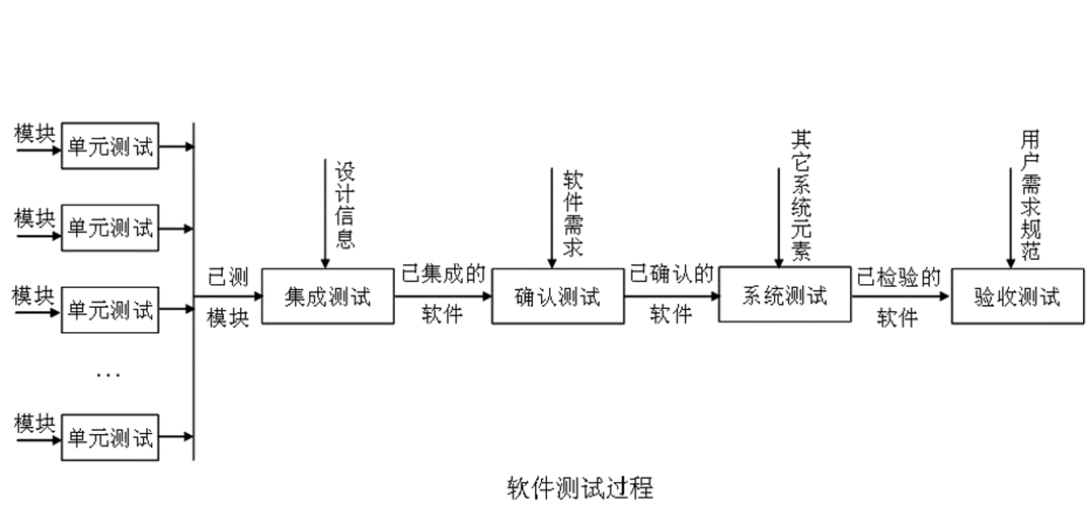 模块
单元测试
模块
单元测试
模块
单元测试
...
模块
单元测试
已测
模块
设计信息
集成测试
已集成的
软件
软件需求
确认测试
已确认的
软件
其它系统元素
系统测试
已检验的
软件
用户需求规范
验收测试
软件测试过程